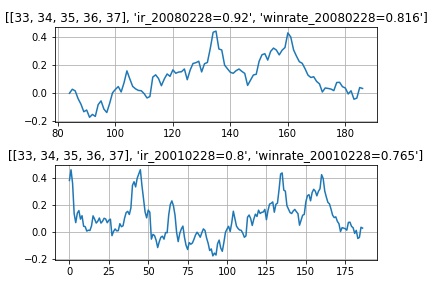 [[33, 34, 35, 36, 37], 'ir_20080228=0.92', 'winrate_20080228=0.816']
0.4
0.2
0.0
−0.2
80 100 120 140 160 180
[[33, 34, 35, 36, 37], 'ir_20010228=0.8', 'winrate_20010228=0.765']
0.4
0.2
0.0
−0.2
0 25 50 75 100 125 150 175